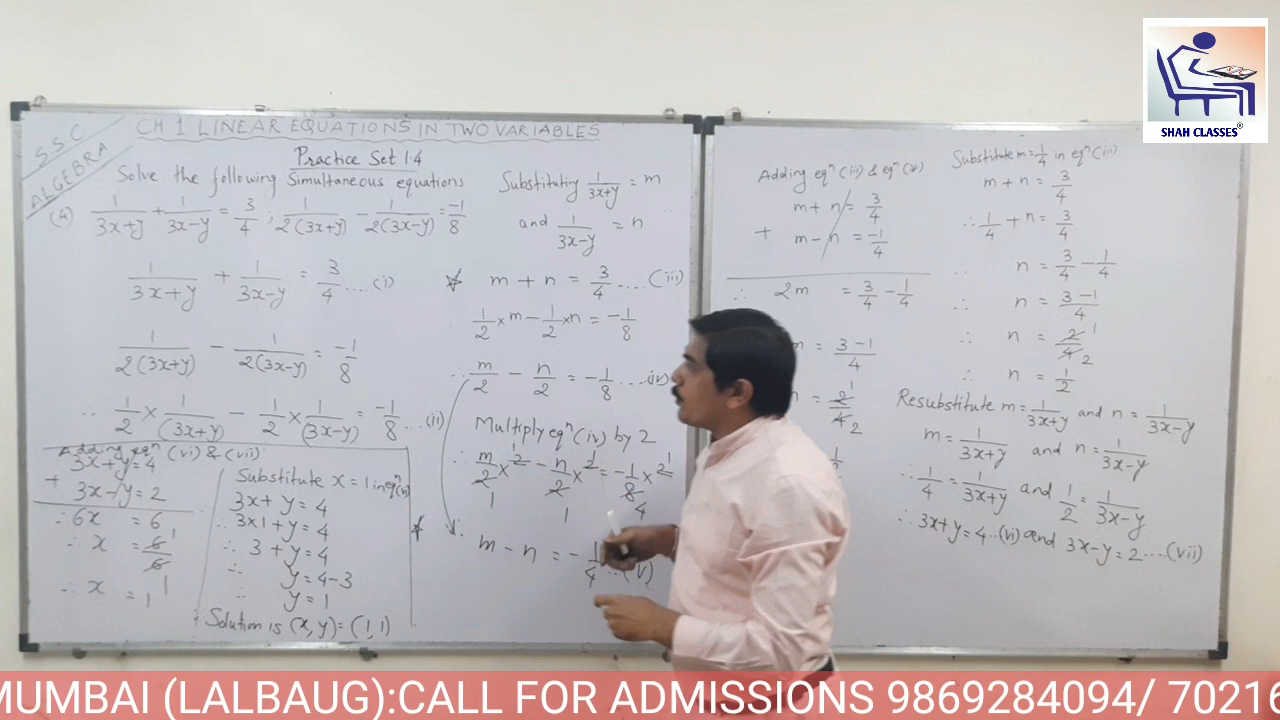 SHAH CLASSES®
S.S.C
ALGEBRA
CH 1 LINEAR EQUATIONS IN TWO VARIABLES
Practice Set 1.4
Solve the following Simultaneous equations
(4) 1/(3x+y) + 1/(3x-y) = 3/4 ; 1/2(3x+y) - 1/2(3x-y) = -1/8
1/(3x+y) + 1/(3x-y) = 3/4 .... (i)
1/2(3x+y) - 1/2(3x-y) = -1/8
∴ 1/2 × 1/(3x+y) - 1/2 × 1/(3x-y) = -1/8 ...(ii)
Substituting 1/(3x+y) = m
and 1/(3x-y) = n
m + n = 3/4 .... (iii)
1/2 × m - 1/2 × n = -1/8
∴ m/2 - n/2 = -1/8 ....(iv)
Multiply eqⁿ (iv) by 2
∴ m/2 × 2 - n/2 × 2 = -1/8 × 2
1 1 4
∴ m - n = -1/4 ...(v)
Adding eqⁿ (iii) & eqⁿ (v)
m + n = 3/4
+ m - n = -1/4
∴ 2m = 3/4 - 1/4
m = (3-1)/4
= 2/4
1 2
Substitute m = 1/4 in eqⁿ (iii)
m + n = 3/4
∴ 1/4 + n = 3/4
∴ n = 3/4 - 1/4
∴ n = (3-1)/4
∴ n = 2/4
1 2
∴ n = 1/2
Resubstitute m = 1/(3x+y) and n = 1/(3x-y)
m = 1/(3x+y) and n = 1/(3x-y)
∴ 1/4 = 1/(3x+y) and 1/2 = 1/(3x-y)
∴ 3x+y = 4 ..(vi) and 3x-y = 2 ....(vii)
Adding eqⁿ (vi) & (vii)
3x+y = 4
+ 3x-y = 2
∴ 6x = 6
∴ x = 6/6
∴ x = 1
Substitute x = 1 in eqⁿ (vi)
3x + y = 4
∴ 3×1 + y = 4
∴ 3 + y = 4
∴ y = 4-3
∴ y = 1
Solution is (x, y) = (1, 1)
MUMBAI (LALBAUG):CALL FOR ADMISSIONS 9869284094/ 70216